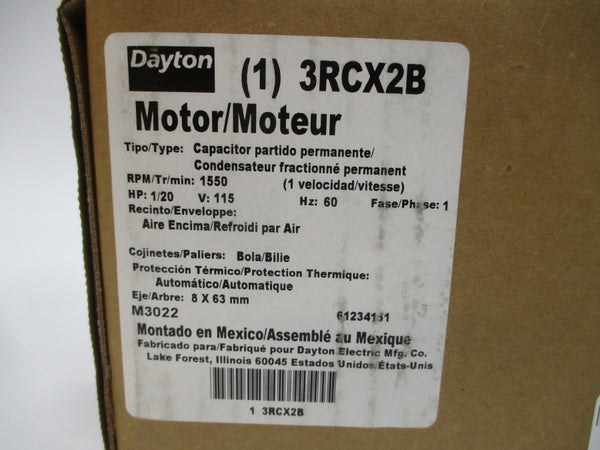 Dayton
(1) 3RCX2B
Motor/Moteur
Tipo/Type: Capacitor partido permanente/
Condensateur fractionné permanent
RPM/Tr/min: 1550 (1 velocidad/vitesse)
HP: 1/20 V: 115 Hz: 60 Fase/Phase: 1
Recinto/Enveloppe:
Aire Encima/Refroidi par Air
Cojinetes/Paliers: Bola/Bilie
Protección Térmico/Protection Thermique:
Automático/Automatique
Eje/Arbre: 8 X 63 mm
M3022
Montado en Mexico/Assemblé au Mexique
Fabricado para/Fabriqué pour Dayton Electric Mfg. Co.
Lake Forest, Illinois 60045 Estados Unidos/États-Unis
1 3RCX2B